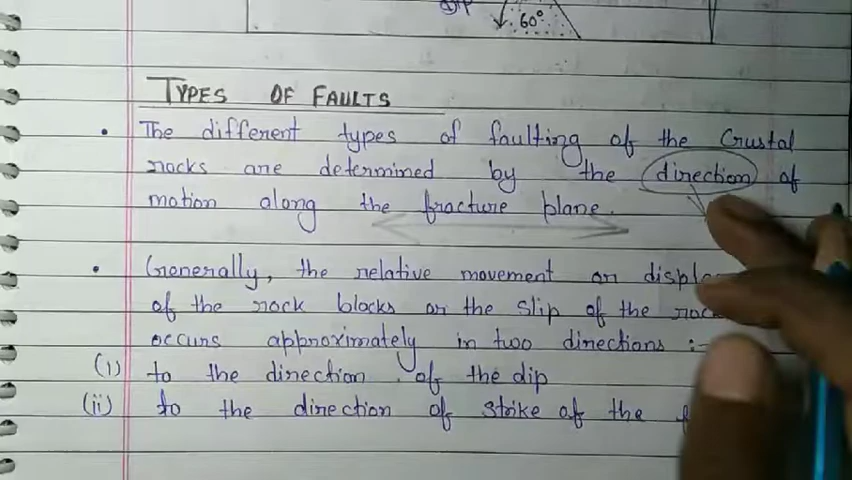 60°
TYPES OF FAULTS
• The different types of faulting of the Crustal
rocks are determined by the direction of
motion along the fracture plane.
• Generally, the relative movement or
of the rock blocks or the slip of the
occurs approximately in two directions :-
(i) to the direction of the dip
(ii) to the direction of strike of the